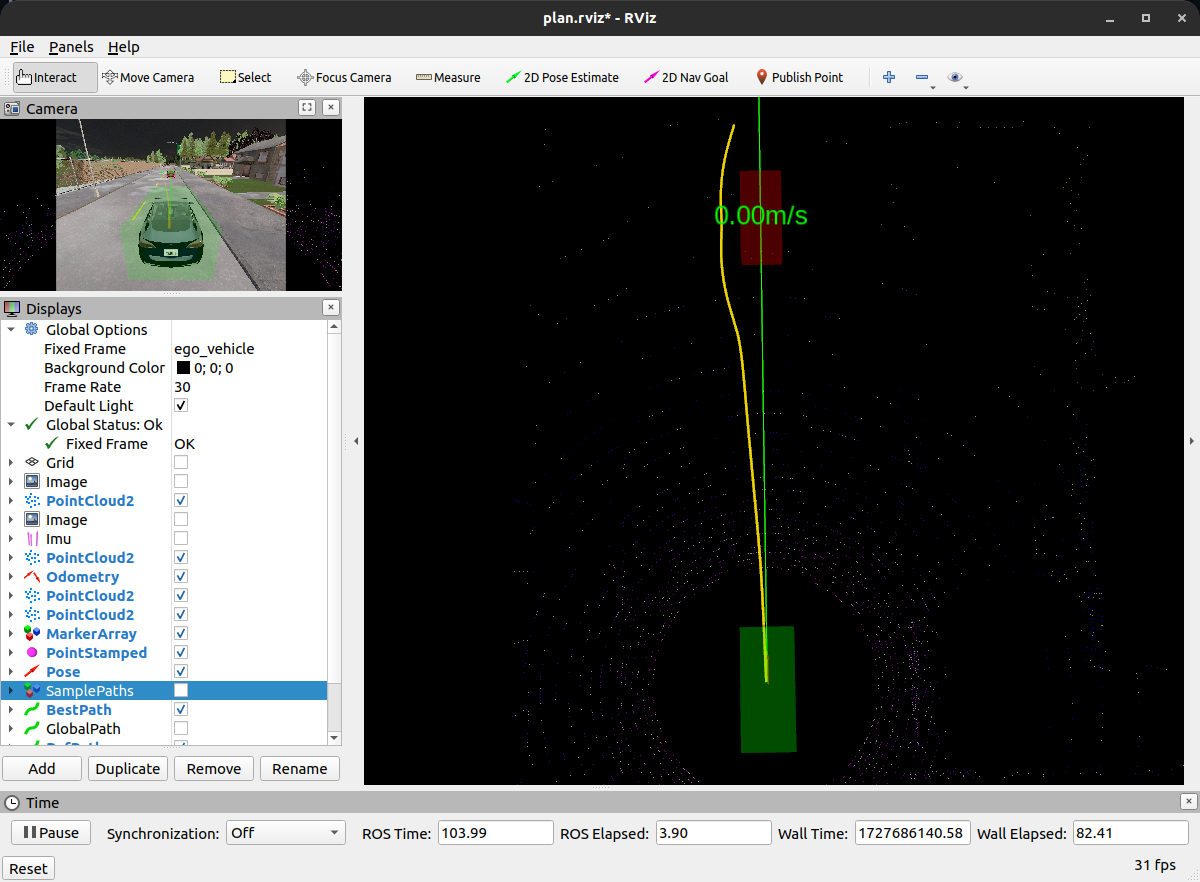 plan.rviz* - RViz
File Panels Help
Interact Move Camera Select Focus Camera Measure 2D Pose Estimate 2D Nav Goal Publish Point
Camera
0.00m/s
Displays
Global Options
Fixed Frame ego_vehicle
Background Color 0; 0; 0
Frame Rate 30
Default Light
Global Status: Ok
Fixed Frame OK
Grid
Image
PointCloud2
Image
Imu
PointCloud2
Odometry
PointCloud2
PointCloud2
MarkerArray
PointStamped
Pose
SamplePaths
BestPath
GlobalPath
Add Duplicate Remove Rename
Time
Pause Synchronization: Off ROS Time: 103.99 ROS Elapsed: 3.90 Wall Time: 1727686140.58 Wall Elapsed: 82.41
Reset 31 fps